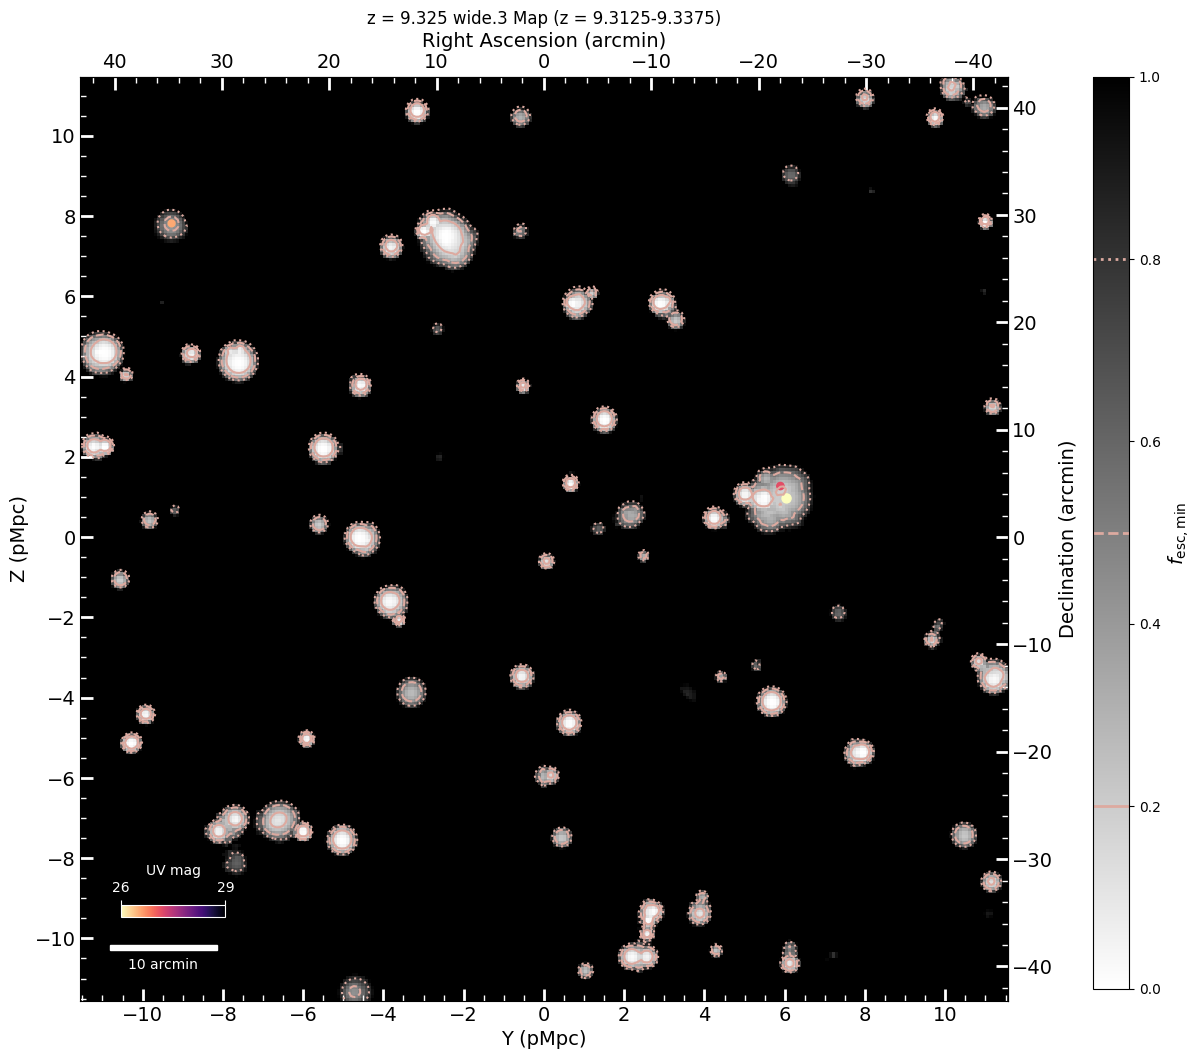 z = 9.325 wide.3 Map (z = 9.3125-9.3375)
Right Ascension (arcmin)
40 30 20 10 0 −10 −20 −30 −40
10
8
6
4
2
0
−2
−4
−6
−8
−10
Z (pMpc)
UV mag
26 29
10 arcmin
−10 −8 −6 −4 −2 0 2 4 6 8 10
Y (pMpc)
40
30
20
10
0
−10
−20
−30
−40
Declination (arcmin)
1.0
0.8
0.6
0.4
0.2
0.0
fesc,min